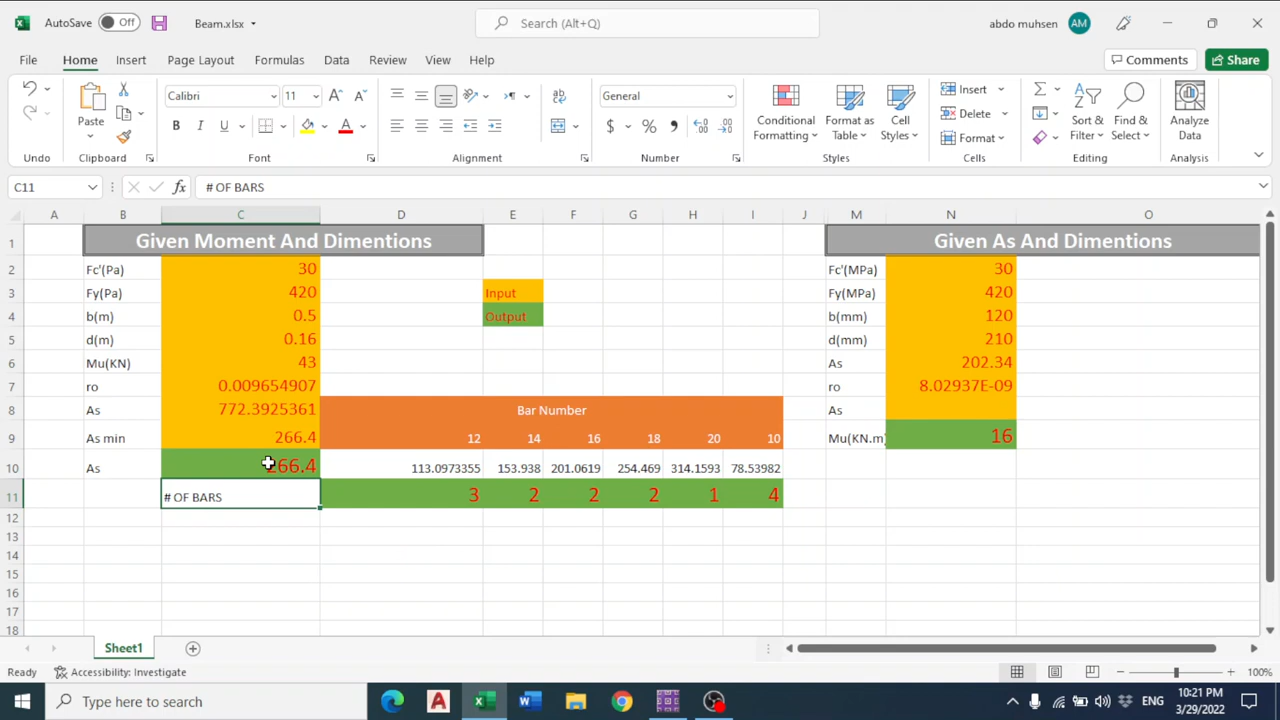 AutoSave Off Beam.xlsx Search (Alt+Q) abdo muhsen AM
File Home Insert Page Layout Formulas Data Review View Help Comments Share
Calibri 11 General Insert
Paste B I U $ % Conditional Formatting Format as Table Cell Styles Delete Sort & Filter Find & Select Analyze Data
Format
Undo Clipboard Font Alignment Number Styles Cells Editing Analysis
C11 fx # OF BARS
A B C D E F G H I J M N O
1 Given Moment And Dimentions Given As And Dimentions
2 Fc'(Pa) 30 Fc'(MPa) 30
3 Fy(Pa) 420 Input Fy(MPa) 420
4 b(m) 0.5 Output b(mm) 120
5 d(m) 0.16 d(mm) 210
6 Mu(KN) 43 As 202.34
7 ro 0.009654907 ro 8.02937E-09
8 As 772.3925361 Bar Number As
9 As min 266.4 12 14 16 18 20 10 Mu(KN.m) 16
10 As 266.4 113.0973355 153.938 201.0619 254.469 314.1593 78.53982
11 # OF BARS 3 2 2 2 1 4
12
13
14
15
16
17
18
Sheet1
Ready Accessibility: Investigate 100%
Type here to search ENG 10:21 PM
3/29/2022